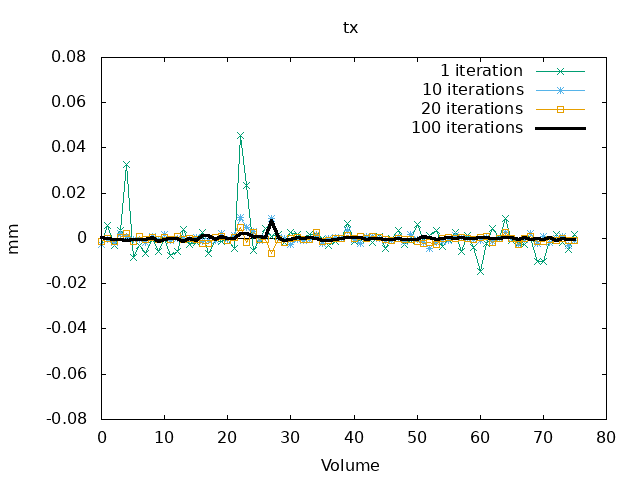 tx
0.08
0.06
0.04
0.02
0
-0.02
-0.04
-0.06
-0.08
mm
1 iteration
10 iterations
20 iterations
100 iterations
0 10 20 30 40 50 60 70 80
Volume